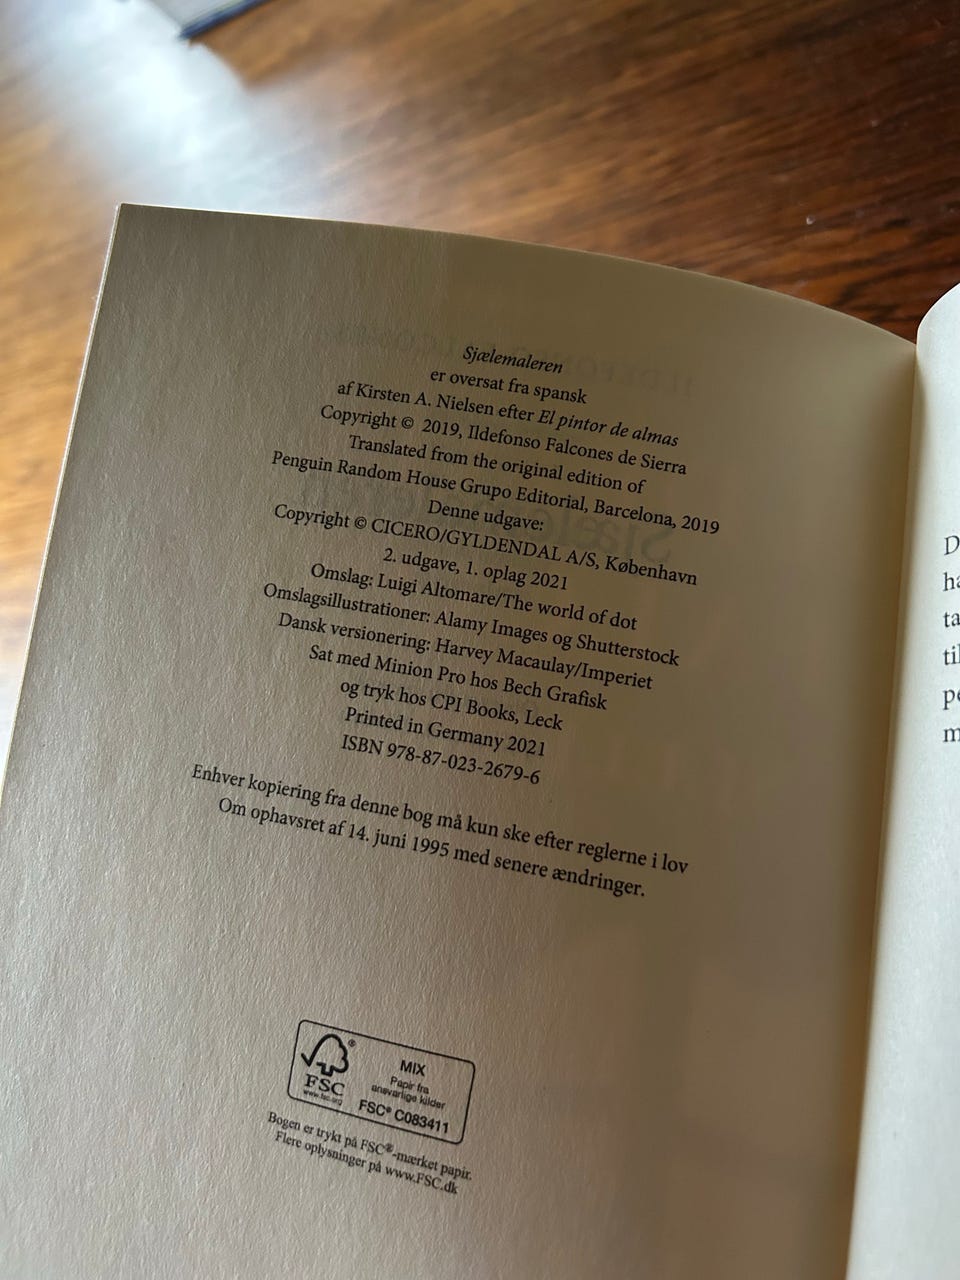 Sjælemaleren
er oversat fra spansk
af Kirsten A. Nielsen efter El pintor de almas
Copyright © 2019, Ildefonso Falcones de Sierra
Translated from the original edition of
Penguin Random House Grupo Editorial, Barcelona, 2019
Denne udgave:
Copyright © CICERO/GYLDENDAL A/S, København
2. udgave, 1. oplag 2021
Omslag: Luigi Altomare/The world of dot
Omslagsillustrationer: Alamy Images og Shutterstock
Dansk versionering: Harvey Macaulay/Imperiet
Sat med Minion Pro hos Bech Grafisk
og tryk hos CPI Books, Leck
Printed in Germany 2021
ISBN 978-87-023-2679-6
Enhver kopiering fra denne bog må kun ske efter reglerne i lov
Om ophavsret af 14. juni 1995 med senere ændringer.
FSC®
www.fsc.org
MIX
Papir fra
ansvarlige kilder
FSC® C083411
Bogen er trykt på FSC®-mærket papir.
Flere oplysninger på www.FSC.dk